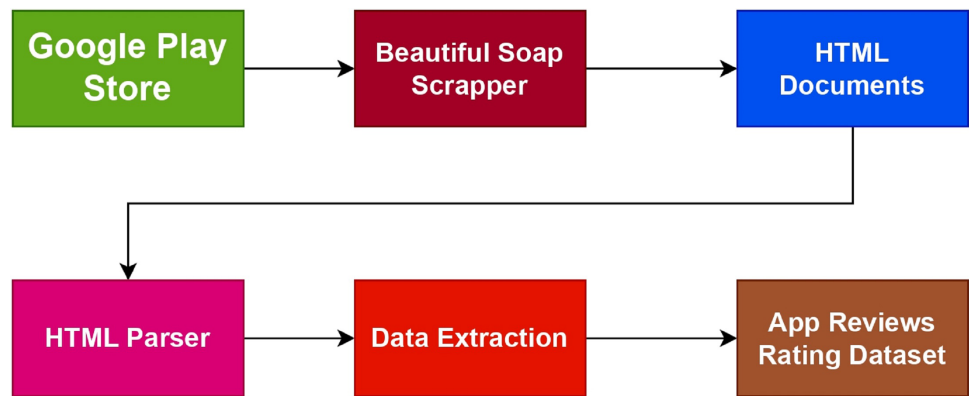 Google Play
Store
Beautiful Soap
Scrapper
HTML
Documents
HTML Parser
Data Extraction
App Reviews
Rating Dataset